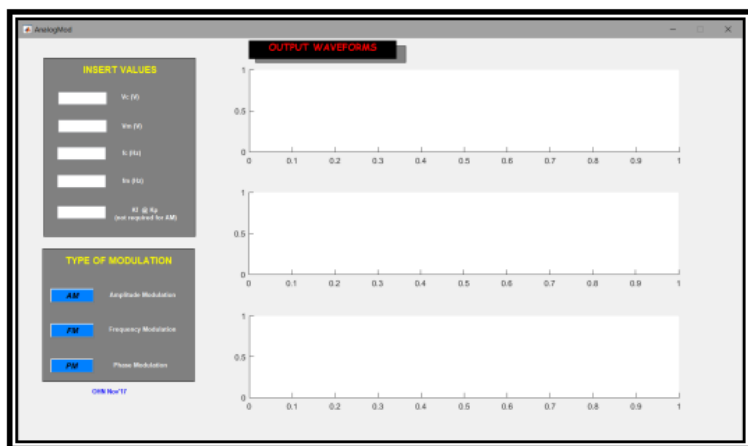 AnalogMod
OUTPUT WAVEFORMS
INSERT VALUES
Vc (V)
Vm (V)
fc (Hz)
fm (Hz)
Kf @ Kp
(not required for AM)
TYPE OF MODULATION
AM Amplitude Modulation
FM Frequency Modulation
PM Phase Modulation
OHN Nov'17
1
0.5
0
0 0.1 0.2 0.3 0.4 0.5 0.6 0.7 0.8 0.9 1
1
0.5
0
0 0.1 0.2 0.3 0.4 0.5 0.6 0.7 0.8 0.9 1
1
0.5
0
0 0.1 0.2 0.3 0.4 0.5 0.6 0.7 0.8 0.9 1